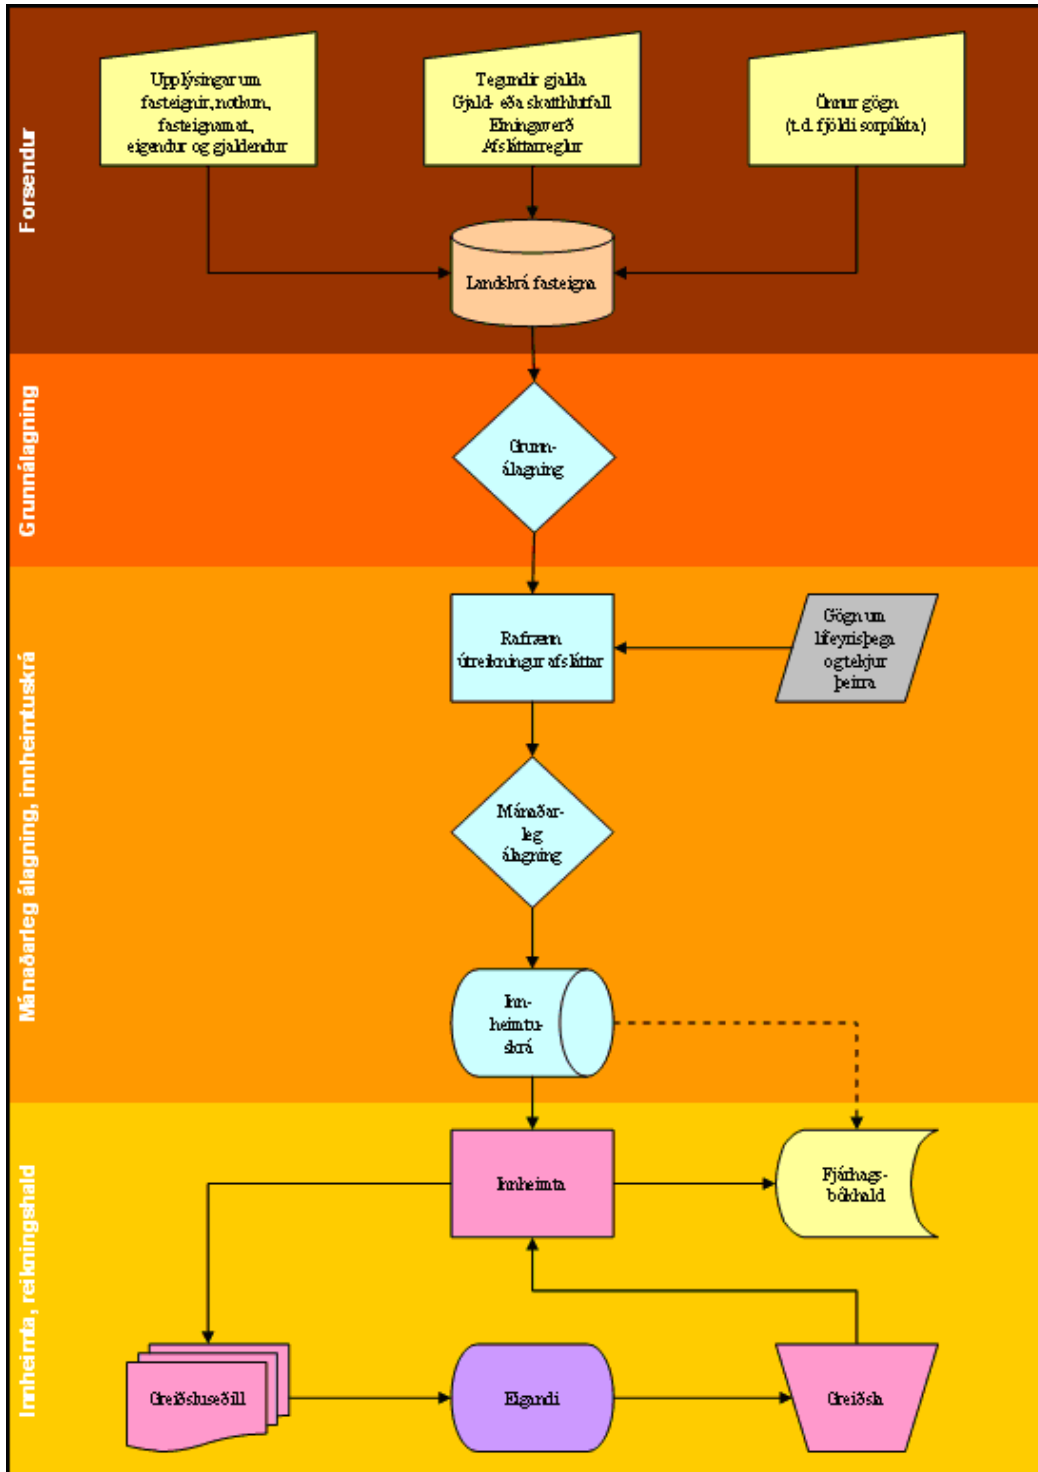 Forsendur
Upplýsingar um
fasteignir, notkun,
fasteignamat,
eigendur og gjaldendur
Tegundir gjalda
Gjald- eða skatthlutfall
Einingaverð
Afsláttarreglur
Önnur gögn
(t.d. fjöldi sorpíláta)
Landskrá fasteigna
Grunnálagning
Grunn-
álagning
Mánaðarleg álagning, innheimtuskrá
Rafrænn
útreikningur afsláttar
Gögn um
lífeyrisþega
og tekjur
þeirra
Mánaðar-
leg
álagning
Inn-
heimtu-
skrá
Innheimta, reikningshald
Innheimta
Fjárhags-
bókhald
Greiðsluseðill
Eigandi
Greiðsla